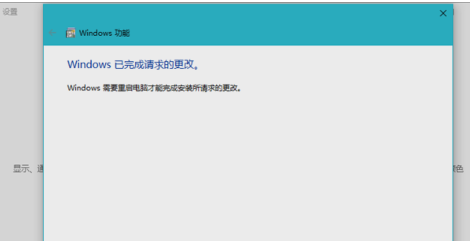 设置
Windows 功能
Windows 已完成请求的更改。
Windows 需要重启电脑才能完成安装所请求的更改。
显示、通
色